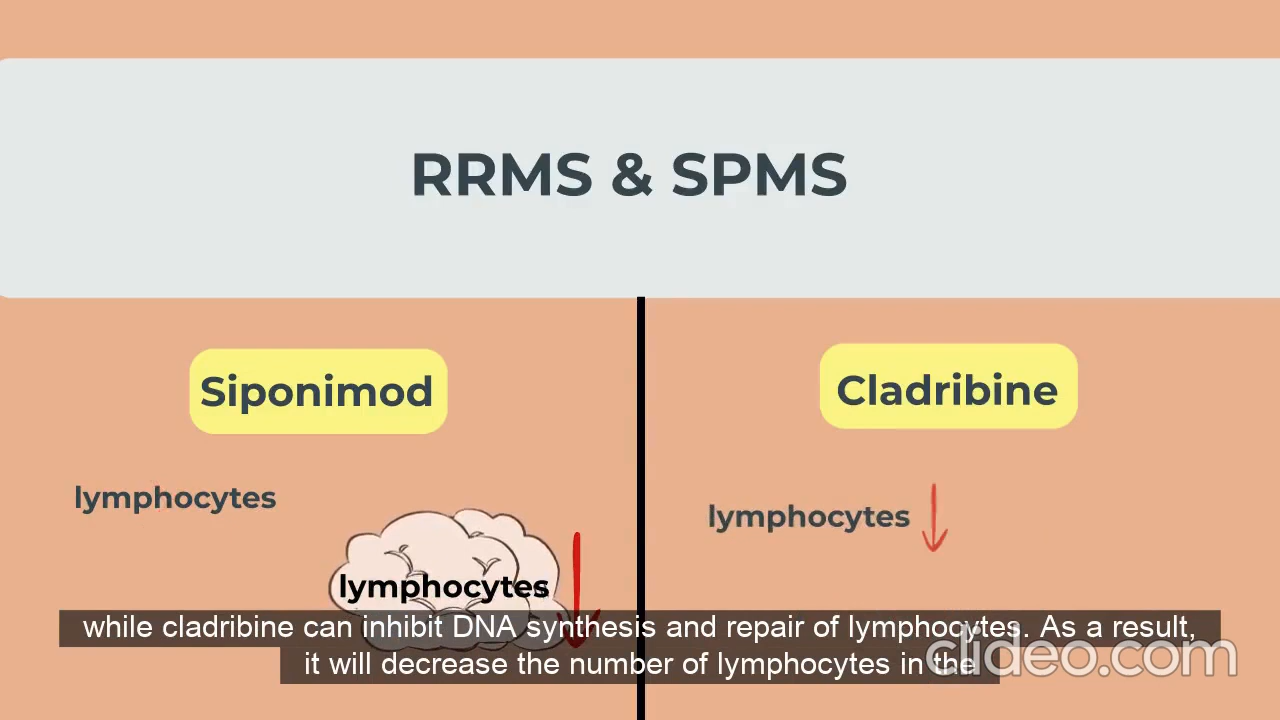 RRMS & SPMS
Siponimod
Cladribine
lymphocytes
lymphocytes
lymphocytes
while cladribine can inhibit DNA synthesis and repair of lymphocytes. As a result,
it will decrease the number of lymphocytes in the
clideo.com